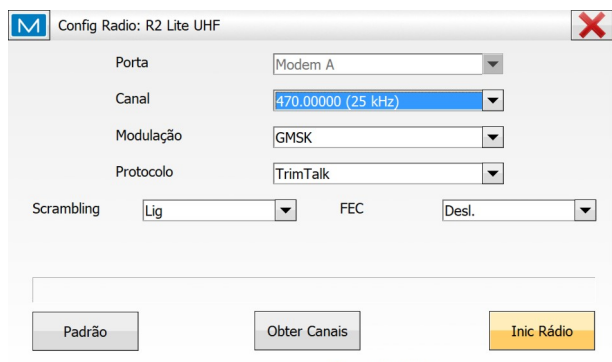 M Config Radio: R2 Lite UHF
Porta Modem A
Canal 470.00000 (25 kHz)
Modulação GMSK
Protocolo TrimTalk
Scrambling Lig FEC Desl.
Padrão Obter Canais Inic Rádio